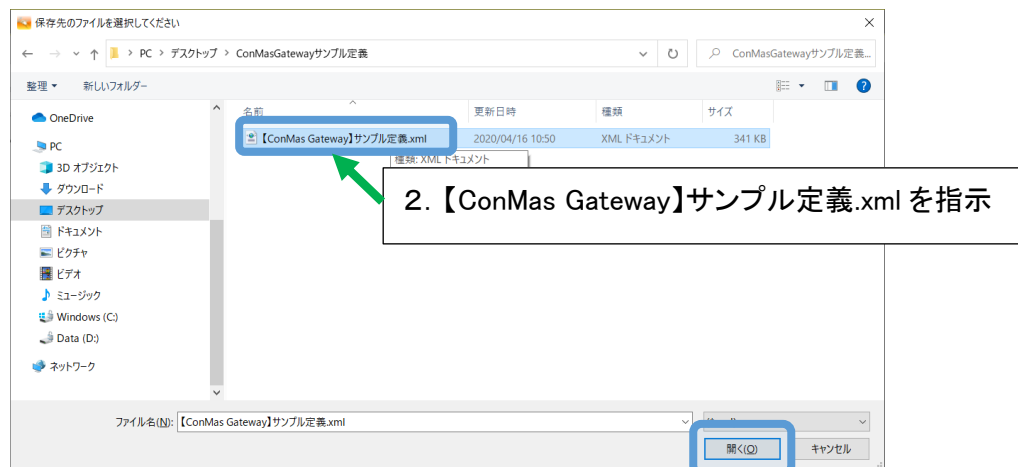 保存先のファイルを選択してください
PC > デスクトップ > ConMasGatewayサンプル定義
ConMasGatewayサンプル定義...
整理
新しいフォルダー
名前 更新日時 種類 サイズ
OneDrive
【ConMas Gateway】サンプル定義.xml 2020/04/16 10:50 XML ドキュメント 341 KB
PC
種類: XML ドキュメント
3D オブジェクト
ダウンロード
2.【ConMas Gateway】サンプル定義.xml を指示
デスクトップ
ドキュメント
ピクチャ
ビデオ
ミュージック
Windows (C:)
Data (D:)
ネットワーク
ファイル名(N): 【ConMas Gateway】サンプル定義.xml
開く(O) キャンセル